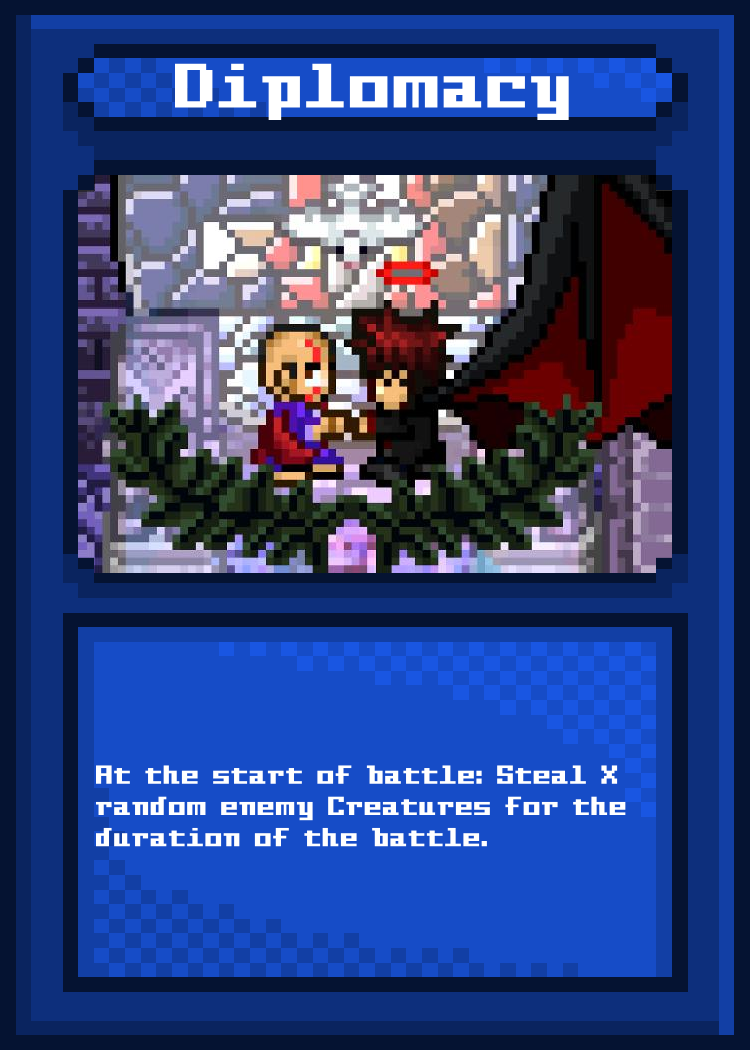 Diplomacy
At the start of battle: Steal X
random enemy Creatures for the
duration of the battle.